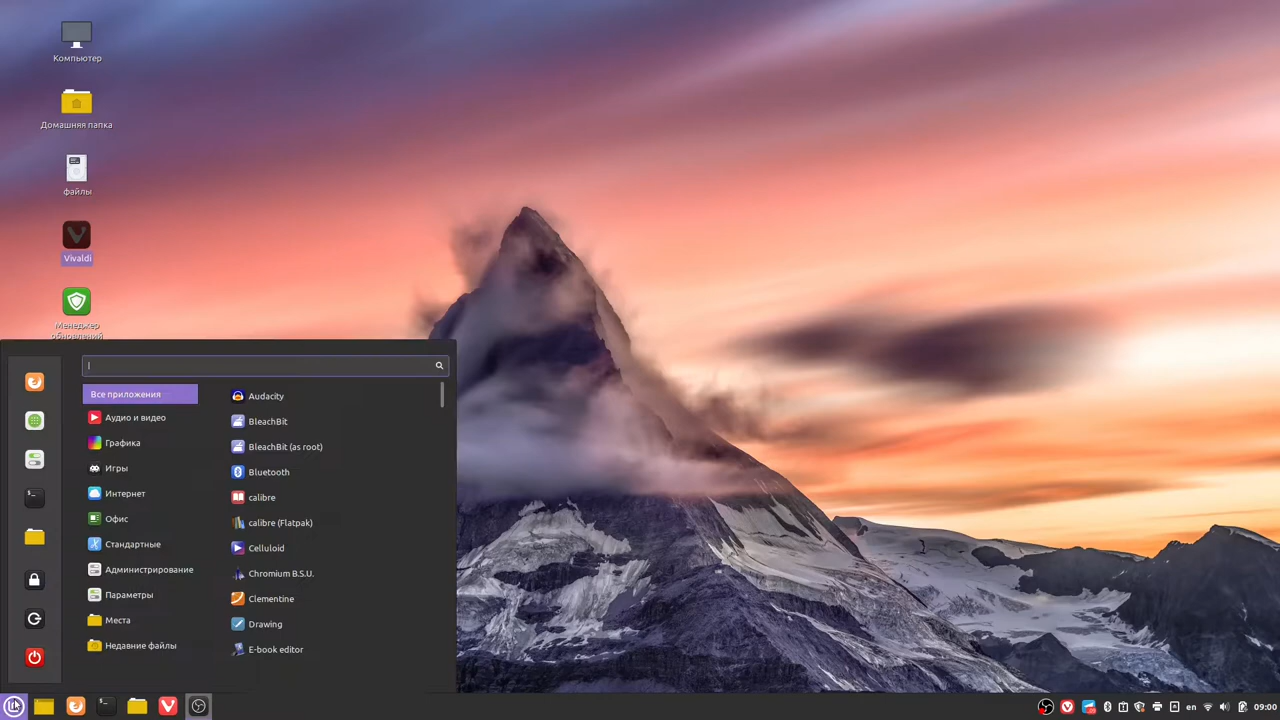 Компьютер
Домашняя папка
файлы
Vivaldi
Менеджер
обновлений
Все приложения
Аудио и видео
Графика
Игры
Интернет
Офис
Стандартные
Администрирование
Параметры
Места
Недавние файлы
Audacity
BleachBit
BleachBit (as root)
Bluetooth
calibre
calibre (Flatpak)
Celluloid
Chromium B.S.U.
Clementine
Drawing
E-book editor
en
09:00